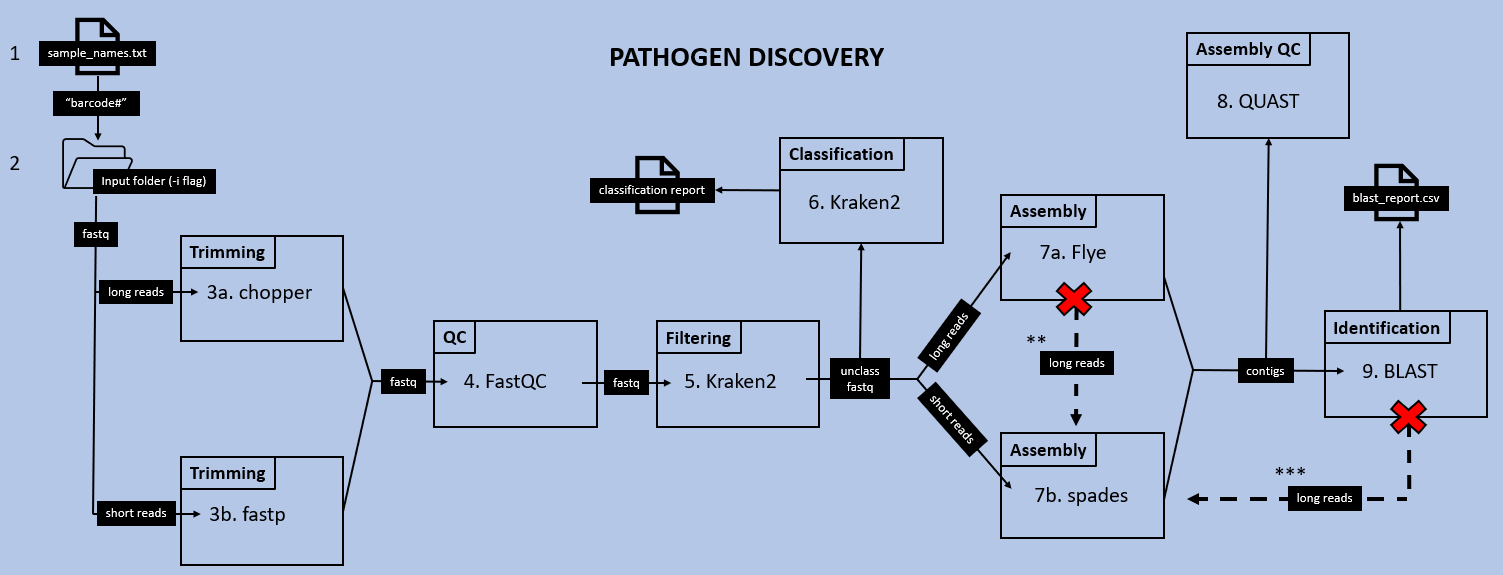 PATHOGEN DISCOVERY
1
sample_names.txt
"barcode#"
2
Input folder (-i flag)
fastq
long reads
Trimming
3a. chopper
short reads
Trimming
3b. fastp
fastq
QC
4. FastQC
fastq
Filtering
5. Kraken2
unclass
fastq
Classification
6. Kraken2
classification report
long reads
Assembly
7a. Flye
**
long reads
short reads
Assembly
7b. spades
contigs
Assembly QC
8. QUAST
Identification
9. BLAST
blast_report.csv
***
long reads